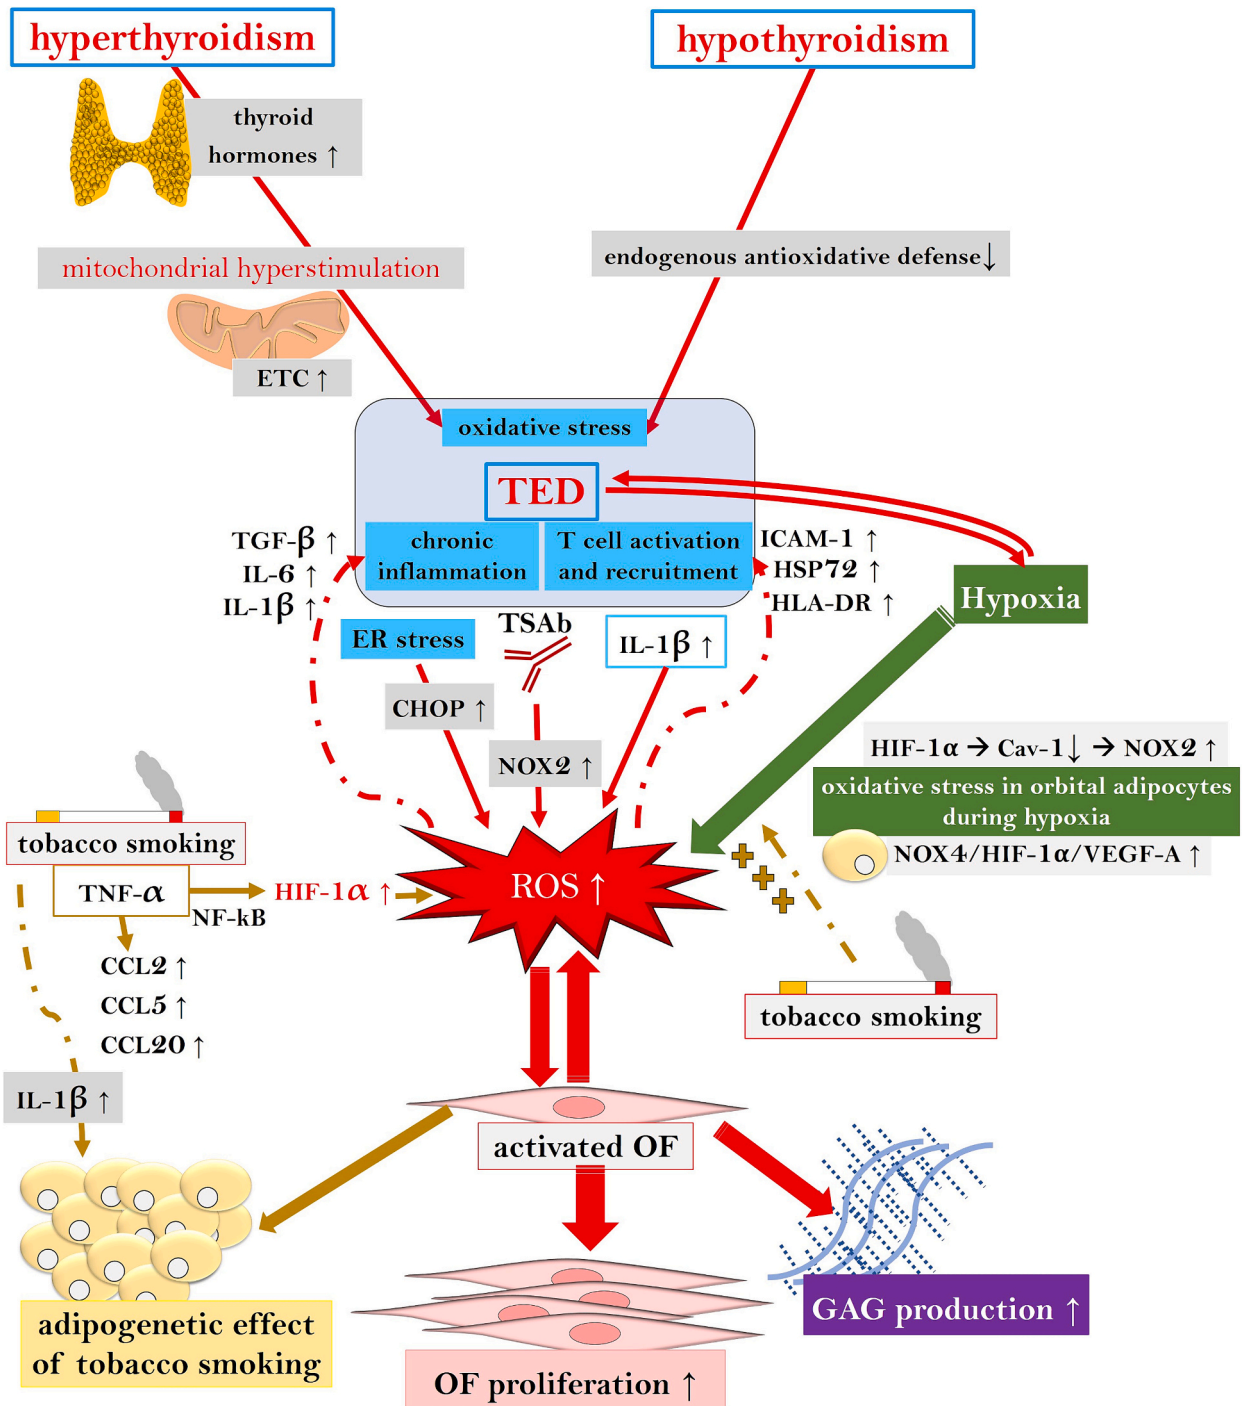 hyperthyroidism
hypothyroidism
thyroid
hormones ↑
mitochondrial hyperstimulation
endogenous antioxidative defense↓
ETC ↑
oxidative stress
TED
TGF-β ↑
IL-6 ↑
IL-1β ↑
chronic
inflammation
T cell activation
and recruitment
ICAM-1 ↑
HSP72 ↑
HLA-DR ↑
Hypoxia
ER stress
TSAb
IL-1β ↑
CHOP ↑
NOX2 ↑
HIF-1α → Cav-1↓ → NOX2 ↑
oxidative stress in orbital adipocytes
during hypoxia
NOX4/HIF-1α/VEGF-A ↑
tobacco smoking
TNF-α
NF-kB
HIF-1α ↑
ROS ↑
CCL2 ↑
CCL5 ↑
CCL20 ↑
tobacco smoking
IL-1β ↑
activated OF
adipogenetic effect
of tobacco smoking
GAG production ↑
OF proliferation ↑